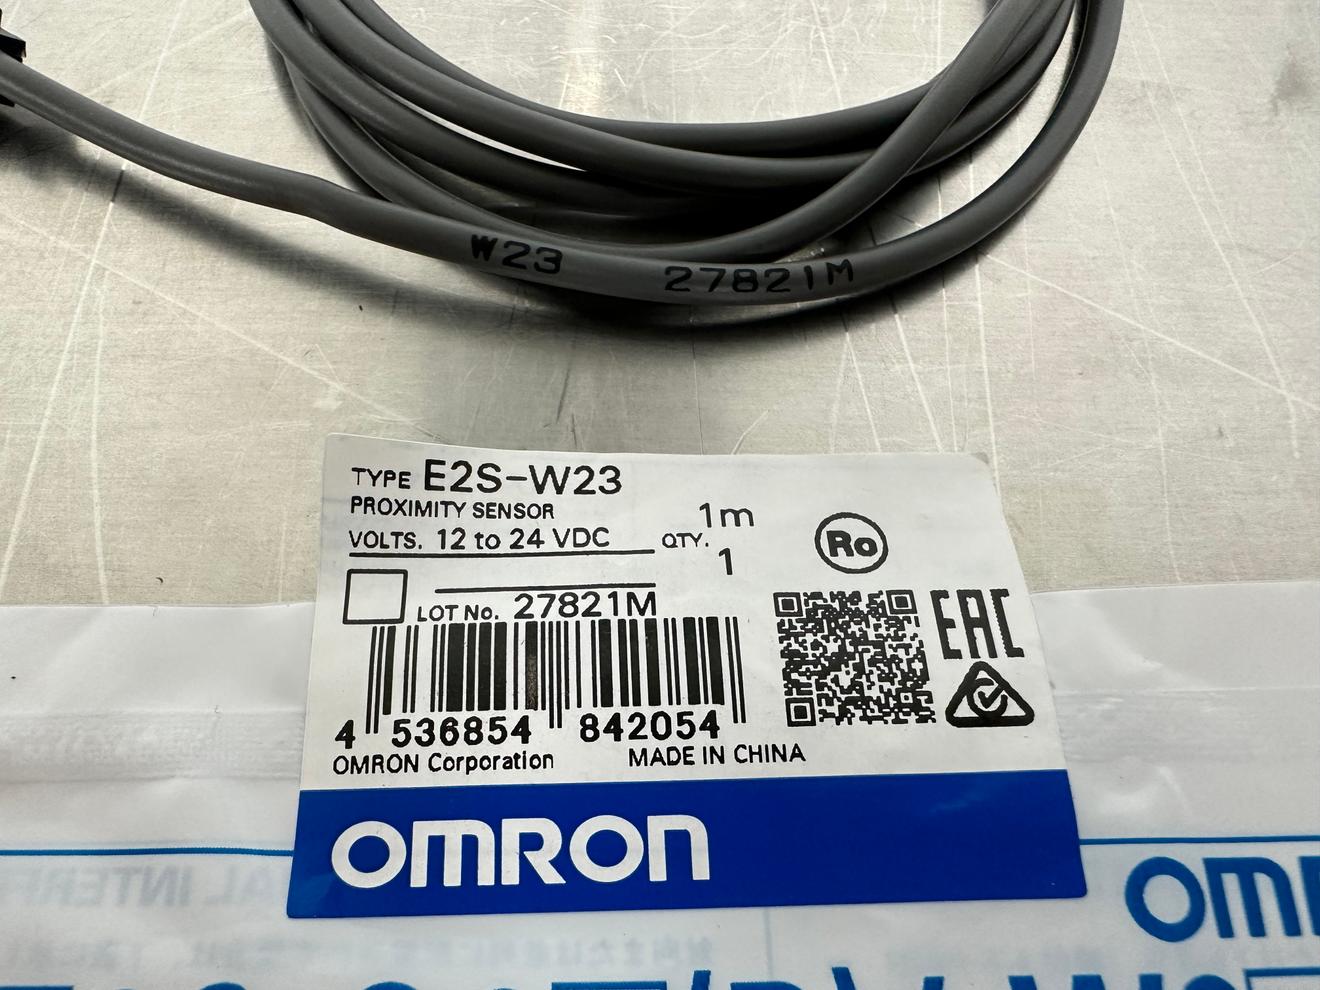 W23 27821M
TYPE E2S-W23
PROXIMITY SENSOR
1m
VOLTS. 12 to 24 VDC QTY.
1
Ro
LOT No. 27821M
EAC
4 536854 842054
OMRON Corporation MADE IN CHINA
OMRON
OM